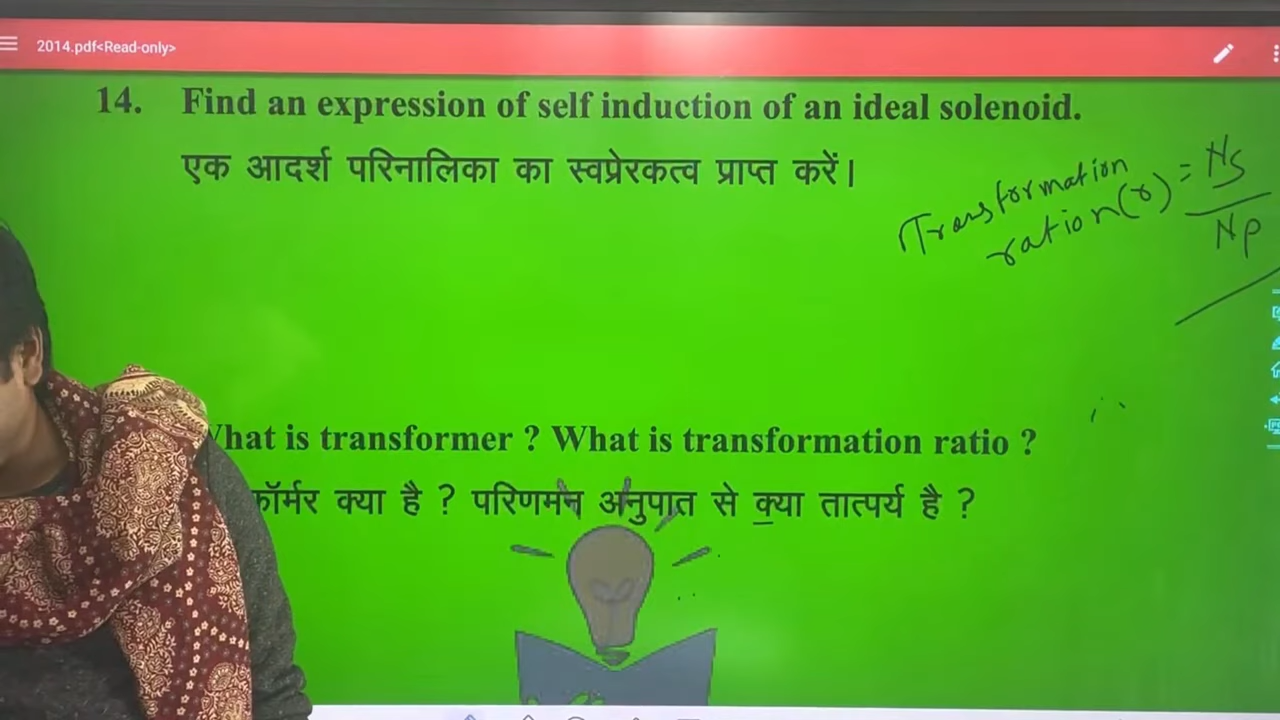 2014.pdf<Read-only>
14. Find an expression of self induction of an ideal solenoid.
एक आदर्श परिनालिका का स्वप्रेरकत्व प्राप्त करें।
Transformation
ration(r) = Ns
Np
What is transformer ? What is transformation ratio ?
फॉर्मर क्या है ? परिणमन अनुपात से क्या तात्पर्य है ?